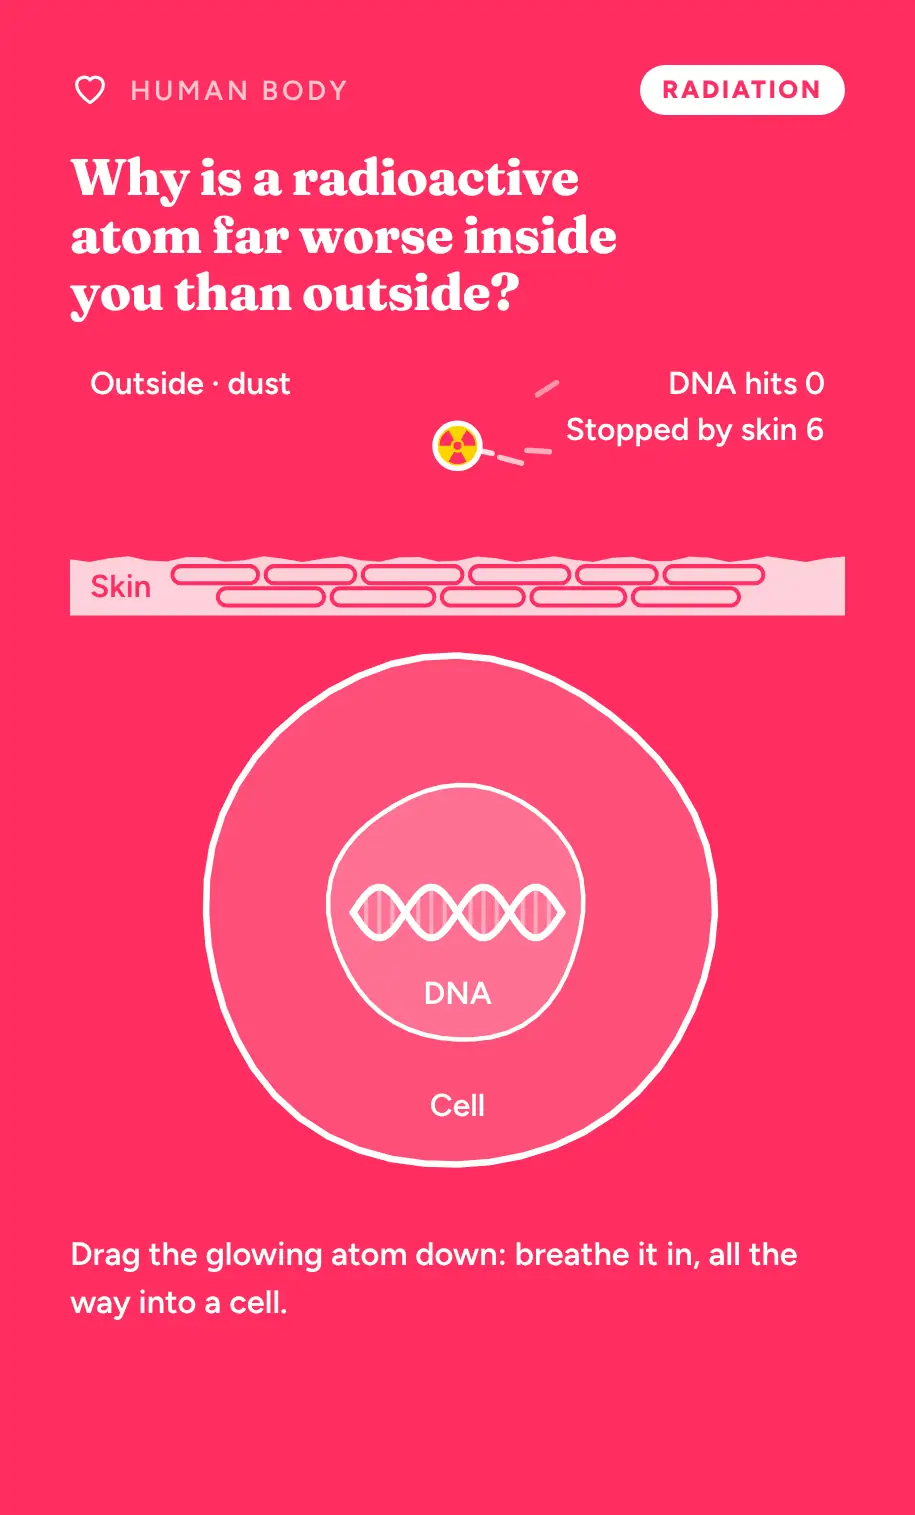 HUMAN BODY
RADIATION
Why is a radioactive
atom far worse inside
you than outside?
Outside · dust
DNA hits 0
Stopped by skin 6
Skin
DNA
Cell
Drag the glowing atom down: breathe it in, all the
way into a cell.